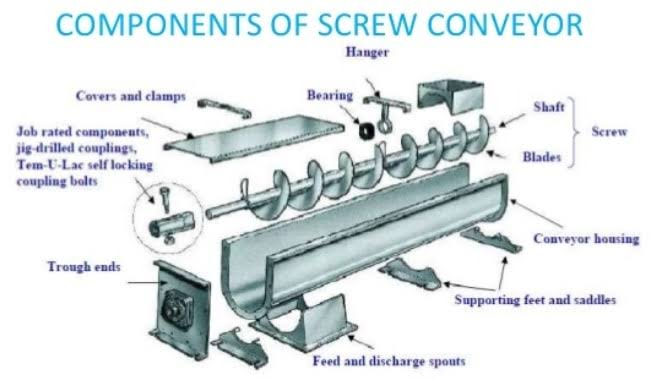 COMPONENTS OF SCREW CONVEYOR
Hanger
Covers and clamps
Bearing
Shaft
Screw
Blades
Job rated components,
jig-drilled couplings,
Tem-U-Lac self locking
coupling bolts
Conveyor housing
Trough ends
Supporting feet and saddles
Feed and discharge spouts